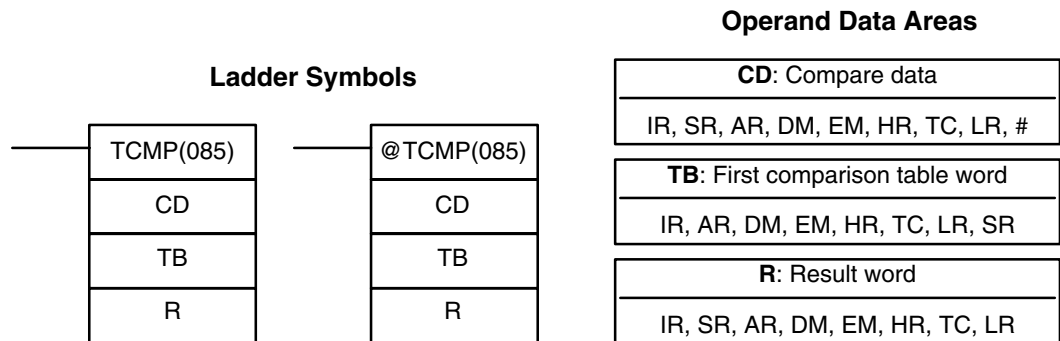 Ladder Symbols
TCMP(085)
CD
TB
R
@TCMP(085)
CD
TB
R
Operand Data Areas
CD: Compare data
IR, SR, AR, DM, EM, HR, TC, LR, #
TB: First comparison table word
IR, AR, DM, EM, HR, TC, LR, SR
R: Result word
IR, SR, AR, DM, EM, HR, TC, LR